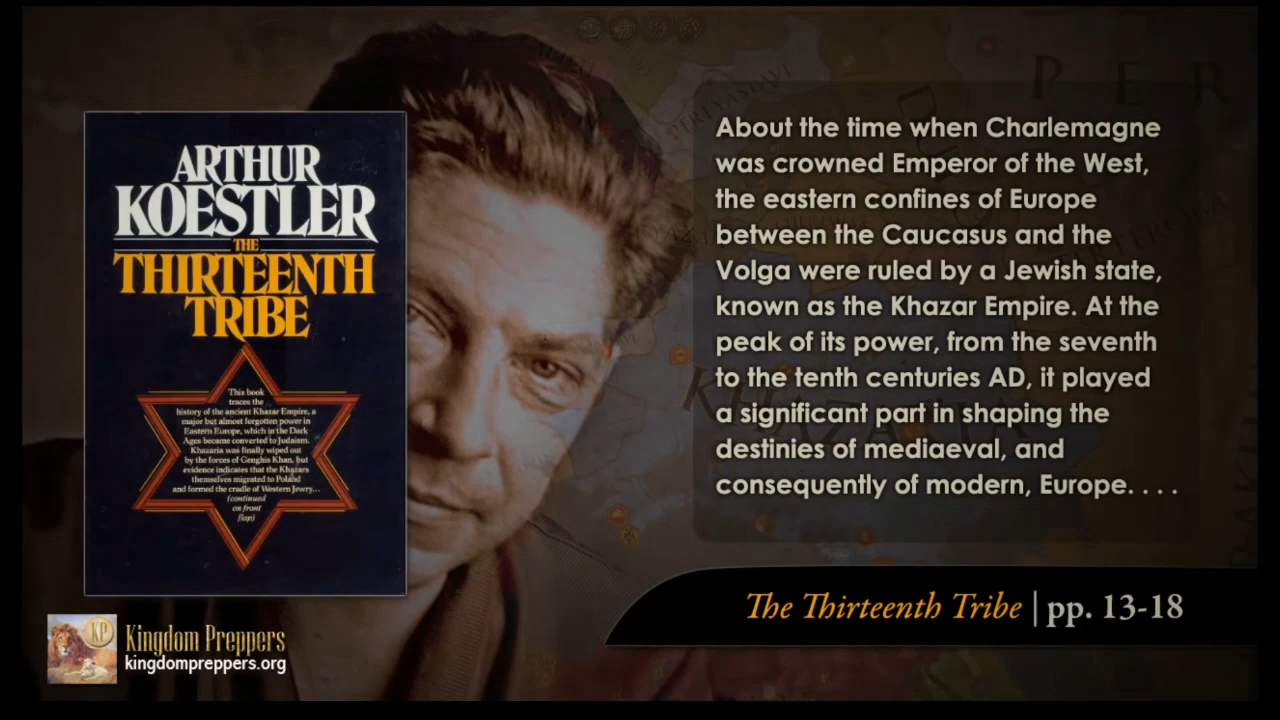 ARTHUR
KOESTLER
THE
THIRTEENTH
TRIBE
This book
traces the
history of the ancient Khazar Empire, a
major but almost forgotten power in
Eastern Europe, which in the Dark
Ages became converted to Judaism.
Khazaria was finally wiped out
by the forces of Genghis Khan, but
evidence indicates that the Khazars
themselves migrated to Poland
and formed the cradle of Western Jewry...
(continued
on front
flap)
About the time when Charlemagne
was crowned Emperor of the West,
the eastern confines of Europe
between the Caucasus and the
Volga were ruled by a Jewish state,
known as the Khazar Empire. At the
peak of its power, from the seventh
to the tenth centuries AD, it played
a significant part in shaping the
destinies of mediaeval, and
consequently of modern, Europe. . . .
The Thirteenth Tribe | pp. 13-18
KP
Kingdom Preppers
kingdompreppers.org
PER
KHAZARIA